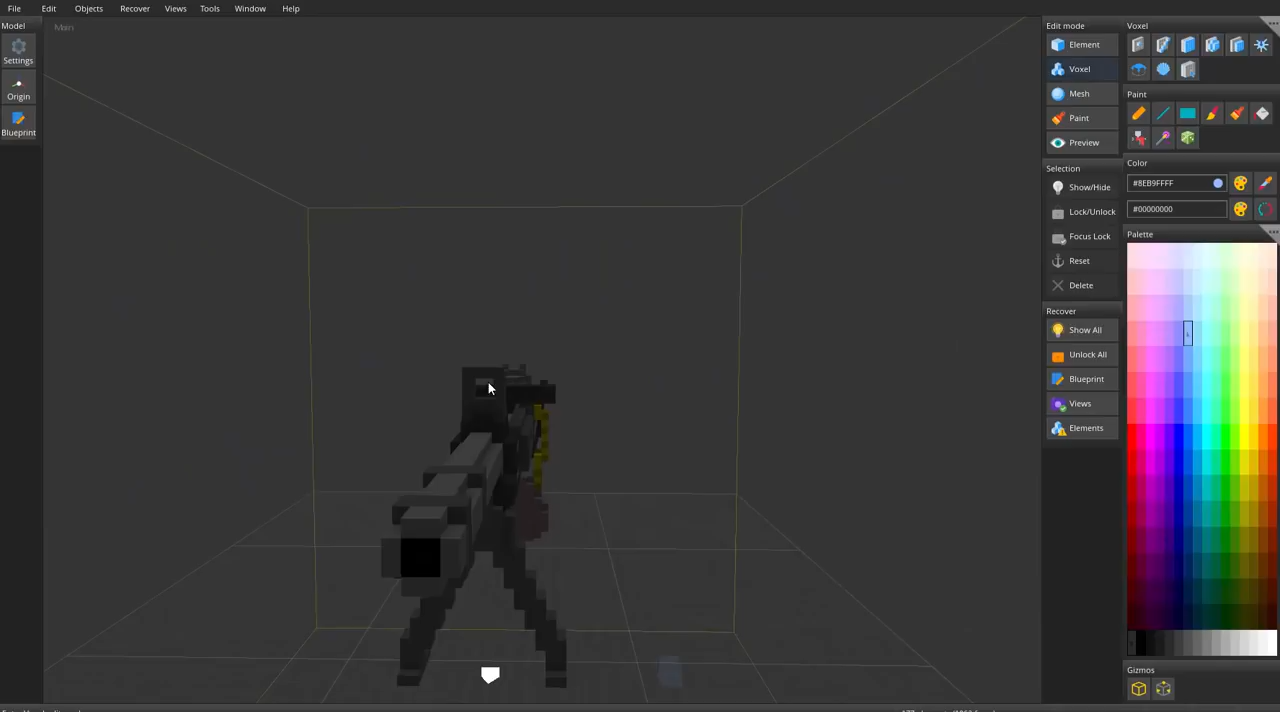 File Edit Objects Recover Views Tools Window Help
Model
Settings
Origin
Blueprint
Main
Edit mode
Element
Voxel
Mesh
Paint
Preview
Selection
Show/Hide
Lock/Unlock
Focus Lock
Reset
Delete
Recover
Show All
Unlock All
Blueprint
Views
Elements
Voxel
Paint
Color
#8EB9FFFF
#00000000
Palette
Gizmos